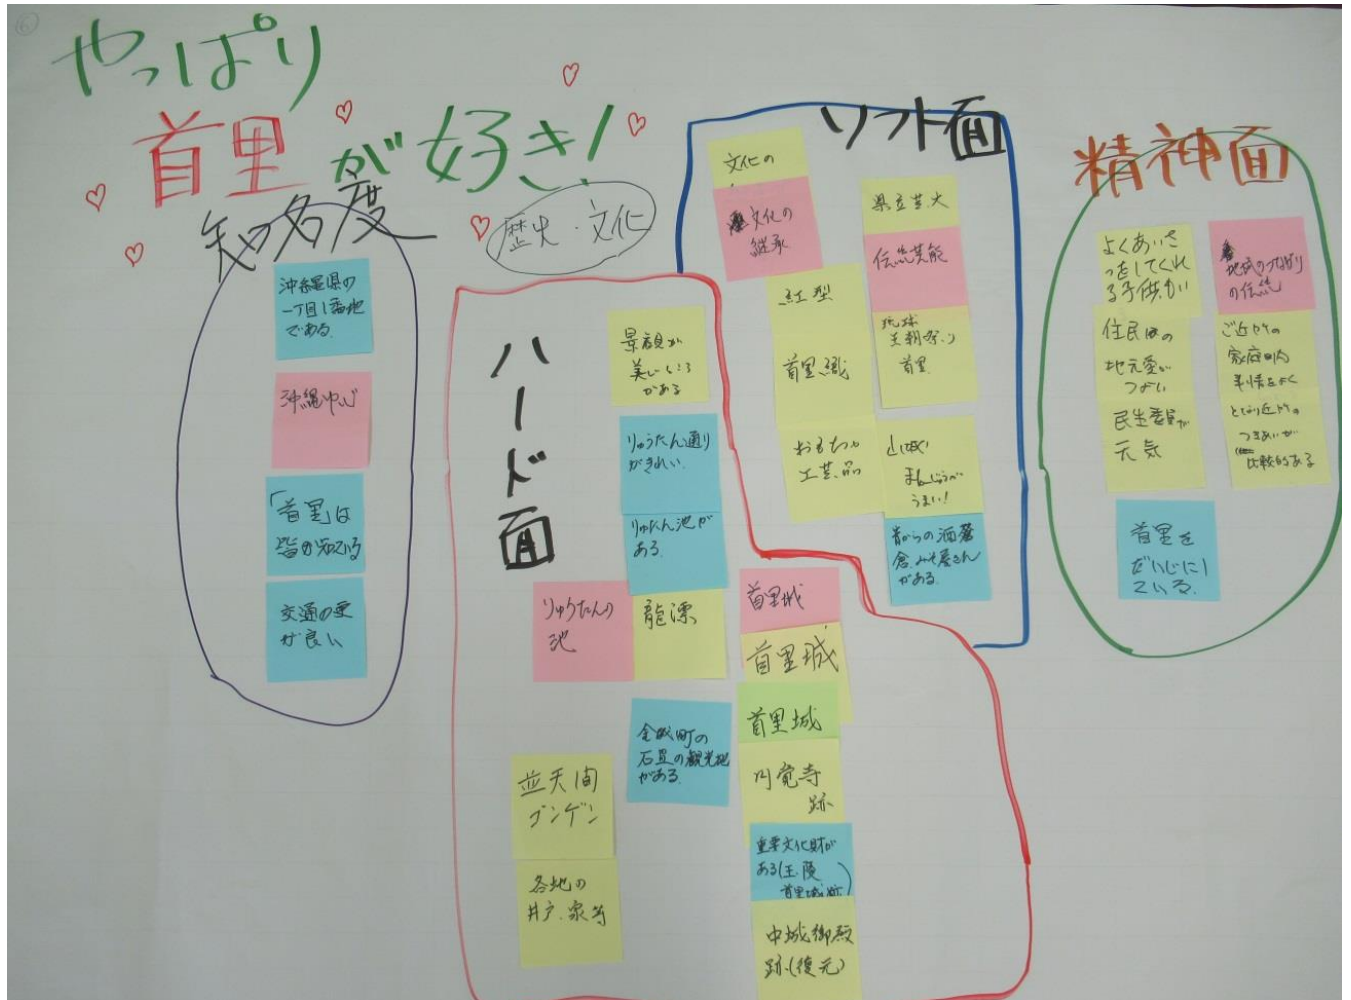 ⑥
やっぱり
首里が好き!
知名度
沖縄県の
一丁目1番地
である.
沖縄中心
「首里」は
皆が知っている
交通の便
が良い
歴史・文化
ハード面
景観が
美しいところ
がある
りゅうたん通り
がきれい.
りゅたん池が
ある.
りゅうたんの
池
龍潭
首里城
首里城
首里城
円覚寺
跡
重要文化財が
ある(玉陵
首里城跡)
中城御殿
跡(復元)
金城町の
石畳の観光地
がある.
ゴンゲン
各地の
井戸.
ソフト面
文化の
文化の
継承
紅型
首里織
おもちゃ
工芸品
県立芸大
伝統芸能
琉球
王朝祭り
首里
山城
まんじゅうが
うまい!
昔からの酒蔵
倉.みそ屋さん
がある.
精神面
よくあいさ
つをしてくれ
る子供が
住民の
地元愛が
つよい
民生委員が
元気
地域のつながり
の伝統
ご近所の
家庭内
事情をよく
となり近所の
つきあいが
比較的ある
首里を
だいじにし
ている.